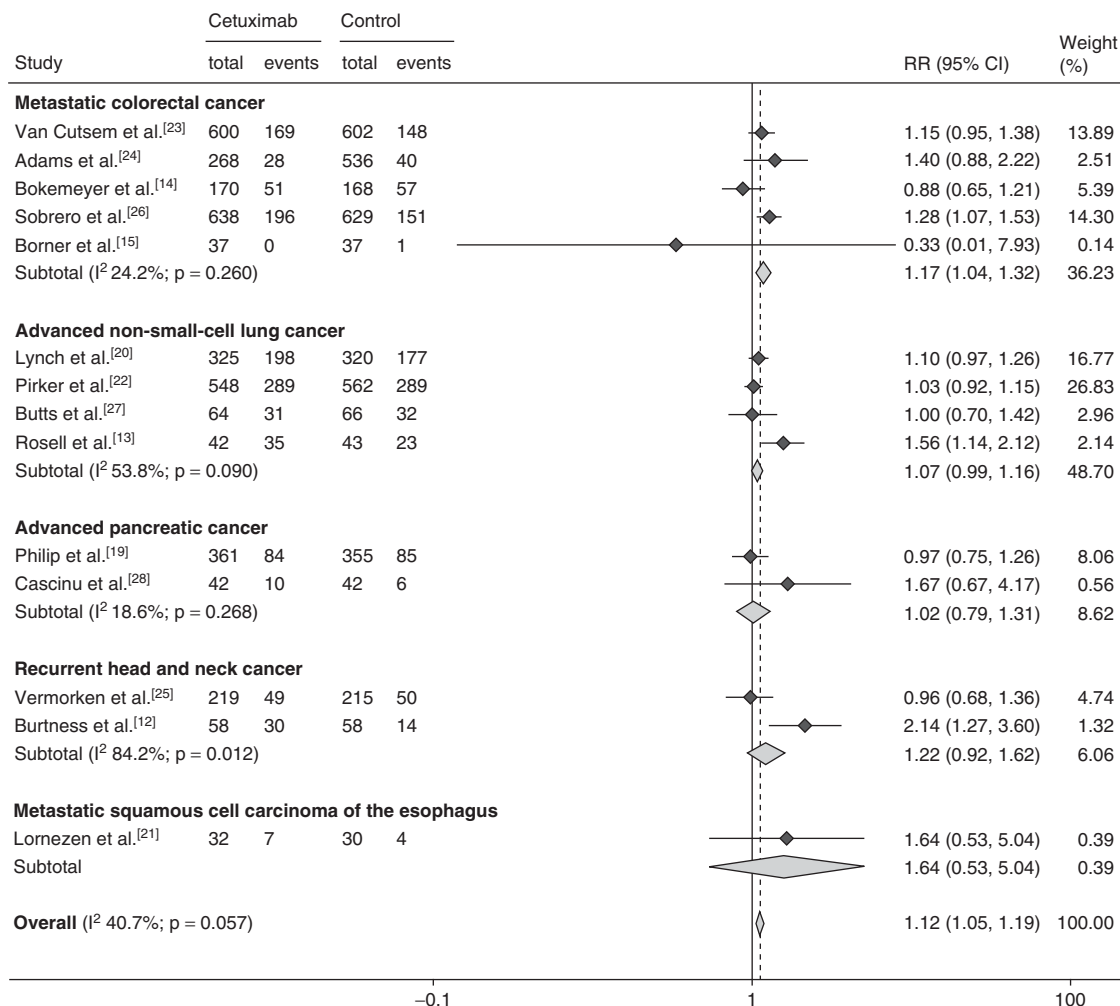 Cetuximab Control
Study total events total events RR (95% CI) Weight (%)
Metastatic colorectal cancer
Van Cutsem et al.[23] 600 169 602 148 1.15 (0.95, 1.38) 13.89
Adams et al.[24] 268 28 536 40 1.40 (0.88, 2.22) 2.51
Bokemeyer et al.[14] 170 51 168 57 0.88 (0.65, 1.21) 5.39
Sobrero et al.[26] 638 196 629 151 1.28 (1.07, 1.53) 14.30
Borner et al.[15] 37 0 37 1 0.33 (0.01, 7.93) 0.14
Subtotal (I2 24.2%; p = 0.260) 1.17 (1.04, 1.32) 36.23
Advanced non-small-cell lung cancer
Lynch et al.[20] 325 198 320 177 1.10 (0.97, 1.26) 16.77
Pirker et al.[22] 548 289 562 289 1.03 (0.92, 1.15) 26.83
Butts et al.[27] 64 31 66 32 1.00 (0.70, 1.42) 2.96
Rosell et al.[13] 42 35 43 23 1.56 (1.14, 2.12) 2.14
Subtotal (I2 53.8%; p = 0.090) 1.07 (0.99, 1.16) 48.70
Advanced pancreatic cancer
Philip et al.[19] 361 84 355 85 0.97 (0.75, 1.26) 8.06
Cascinu et al.[28] 42 10 42 6 1.67 (0.67, 4.17) 0.56
Subtotal (I2 18.6%; p = 0.268) 1.02 (0.79, 1.31) 8.62
Recurrent head and neck cancer
Vermorken et al.[25] 219 49 215 50 0.96 (0.68, 1.36) 4.74
Burtness et al.[12] 58 30 58 14 2.14 (1.27, 3.60) 1.32
Subtotal (I2 84.2%; p = 0.012) 1.22 (0.92, 1.62) 6.06
Metastatic squamous cell carcinoma of the esophagus
Lornezen et al.[21] 32 7 30 4 1.64 (0.53, 5.04) 0.39
Subtotal 1.64 (0.53, 5.04) 0.39
Overall (I2 40.7%; p = 0.057) 1.12 (1.05, 1.19) 100.00
–0.1 1 100